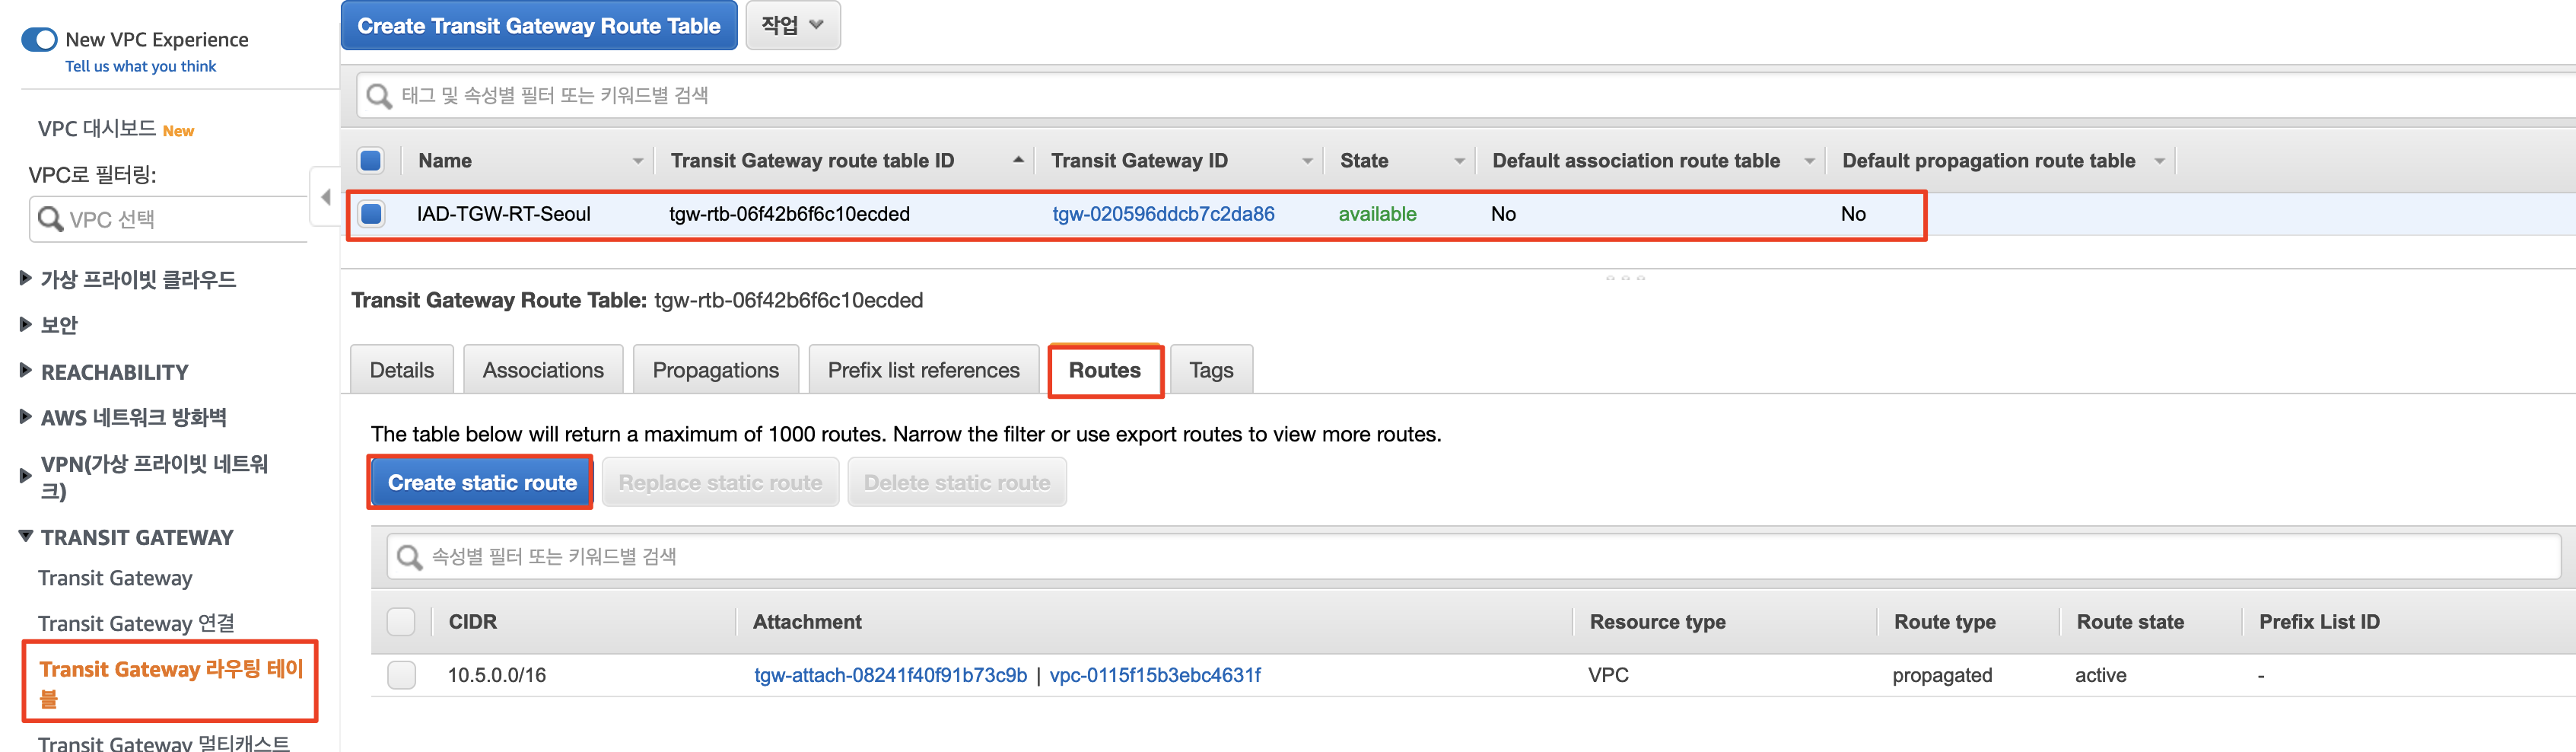 New VPC Experience
Tell us what you think
VPC 대시보드 New
VPC로 필터링:
VPC 선택
가상 프라이빗 클라우드
보안
REACHABILITY
AWS 네트워크 방화벽
VPN(가상 프라이빗 네트워
크)
TRANSIT GATEWAY
Transit Gateway
Transit Gateway 연결
Transit Gateway 라우팅 테이
블
Transit Gateway 멀티캐스트
Create Transit Gateway Route Table 작업
태그 및 속성별 필터 또는 키워드별 검색
Name Transit Gateway route table ID Transit Gateway ID State Default association route table Default propagation route table
IAD-TGW-RT-Seoul tgw-rtb-06f42b6f6c10ecded tgw-020596ddcb7c2da86 available No No
Transit Gateway Route Table: tgw-rtb-06f42b6f6c10ecded
Details Associations Propagations Prefix list references Routes Tags
The table below will return a maximum of 1000 routes. Narrow the filter or use export routes to view more routes.
Create static route Replace static route Delete static route
속성별 필터 또는 키워드별 검색
CIDR Attachment Resource type Route type Route state Prefix List ID
10.5.0.0/16 tgw-attach-08241f40f91b73c9b | vpc-0115f15b3ebc4631f VPC propagated active -